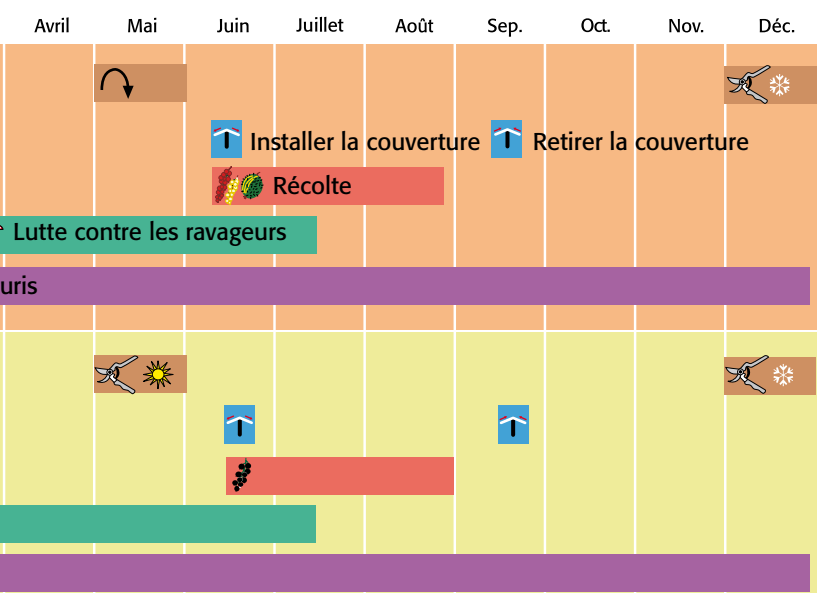 Avril Mai Juin Juillet Août Sep. Oct. Nov. Déc.
Installer la couverture Retirer la couverture
Récolte
Lutte contre les ravageurs
uris